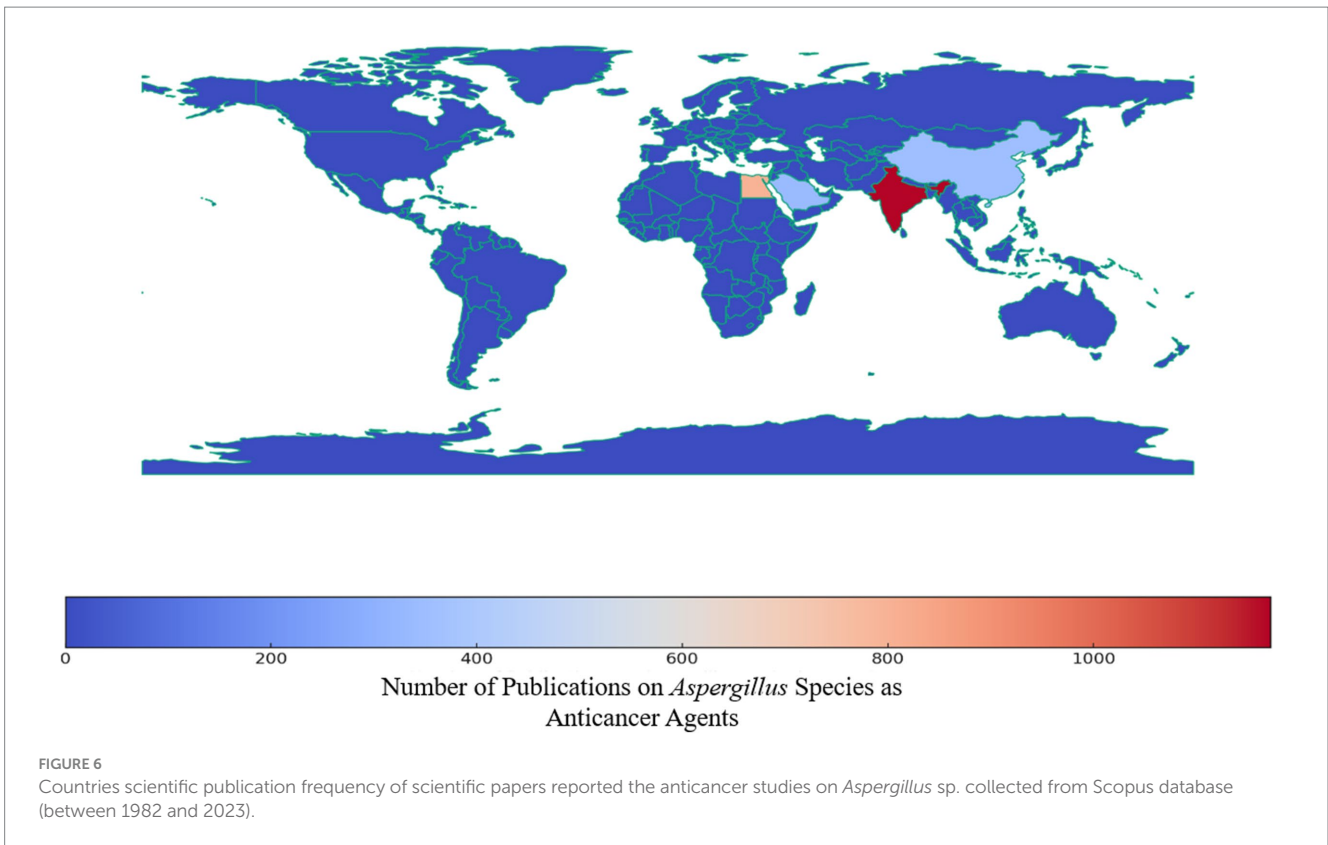 0 200 400 600 800 1000
Number of Publications on Aspergillus Species as
Anticancer Agents
FIGURE 6
Countries scientific publication frequency of scientific papers reported the anticancer studies on Aspergillus sp. collected from Scopus database
(between 1982 and 2023).